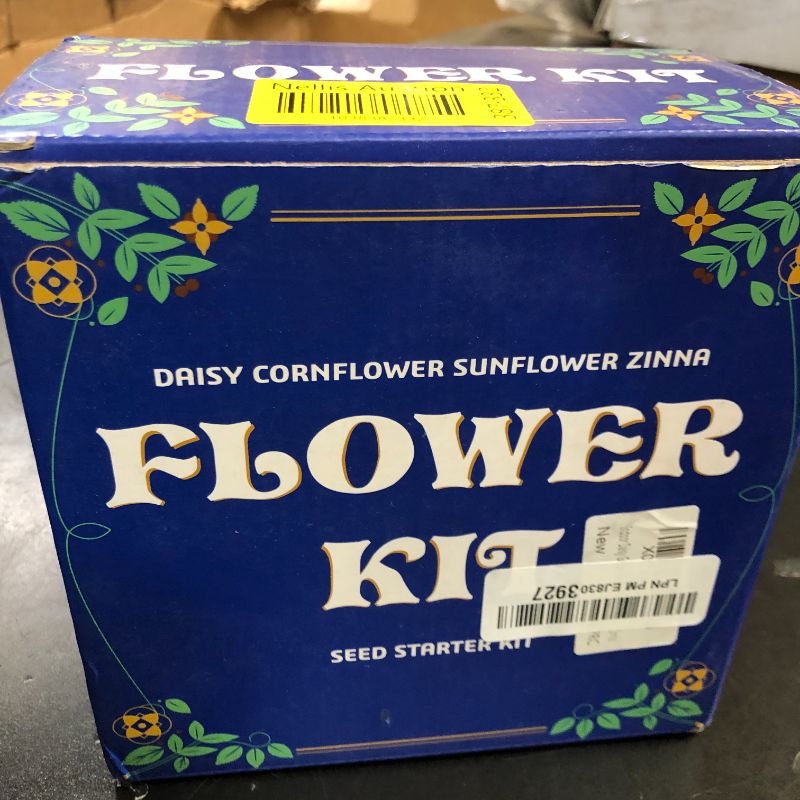 FLOWER KIT
Nellis Auction
DAISY CORNFLOWER SUNFLOWER ZINNA
FLOWER
KIT
New
LPN PM EJ8303927
SEED STARTER KIT